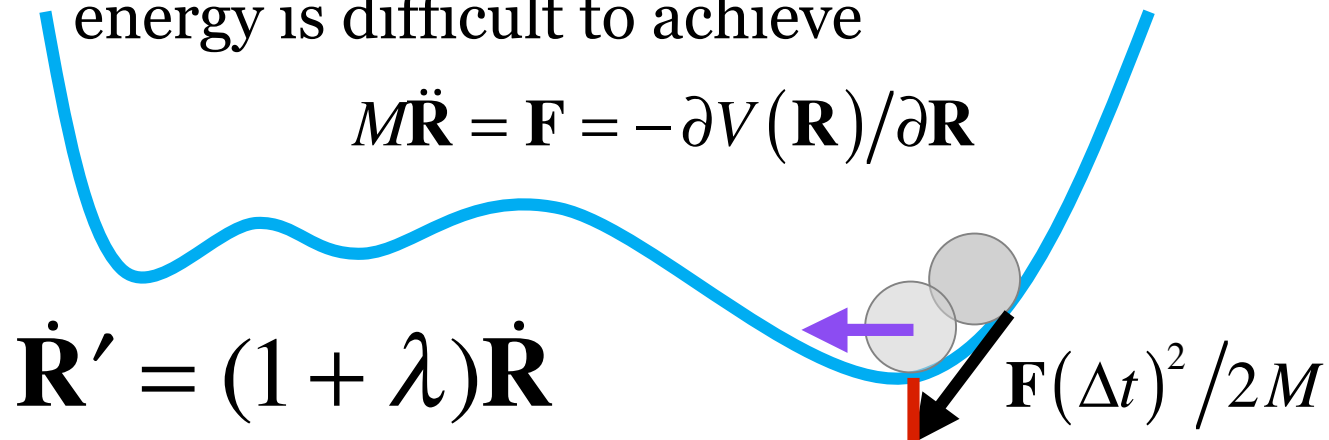 energy is difficult to achieve
MR̈ = F = −∂V(R)/∂R
Ṙ′ = (1 + λ)Ṙ
F(Δt)²/2M